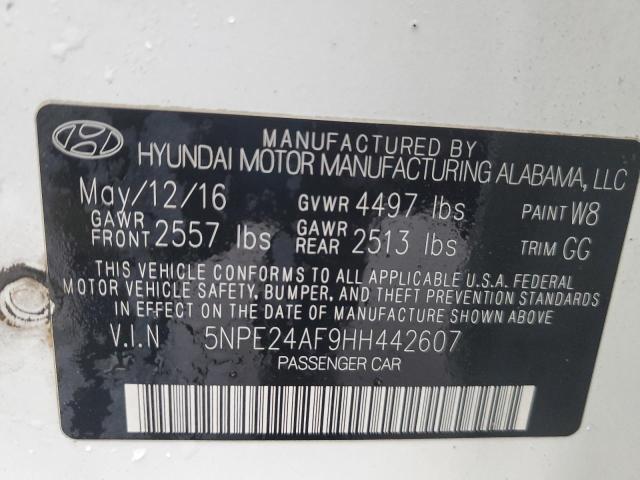 MANUFACTURED BY
HYUNDAI MOTOR MANUFACTURING ALABAMA, LLC
May/12/16 GVWR 4497 lbs PAINT W8
GAWR FRONT 2557 lbs GAWR REAR 2513 lbs TRIM GG
THIS VEHICLE CONFORMS TO ALL APPLICABLE U.S.A. FEDERAL
MOTOR VEHICLE SAFETY, BUMPER, AND THEFT PREVENTION STANDARDS
IN EFFECT ON THE DATE OF MANUFACTURE SHOWN ABOVE.
V.I.N 5NPE24AF9HH442607
PASSENGER CAR